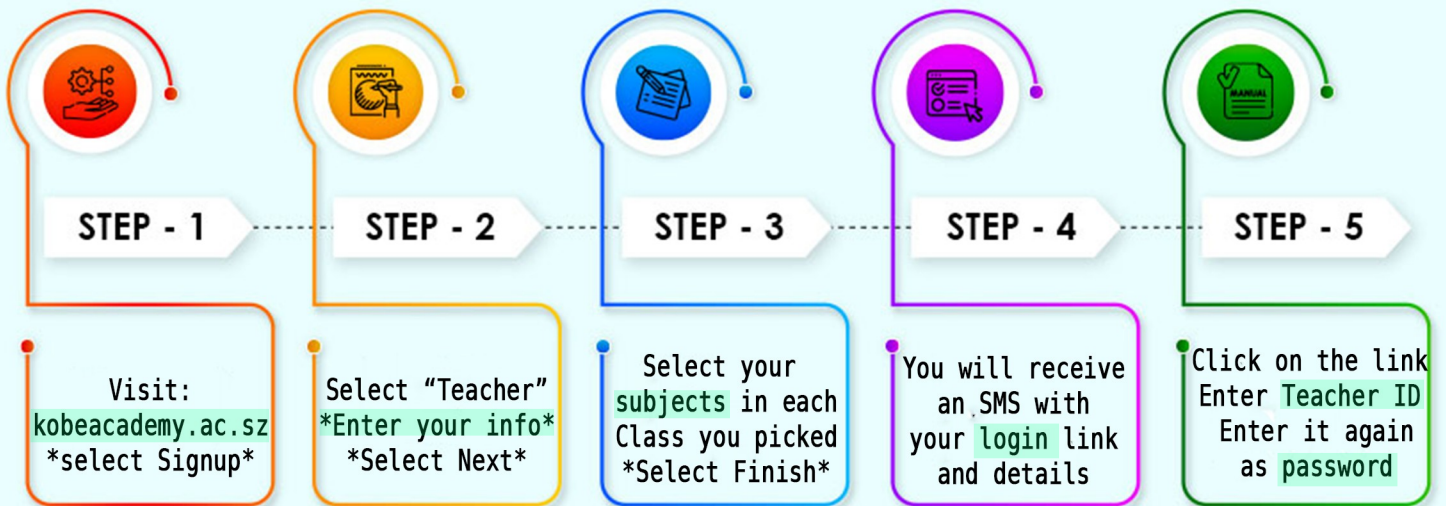 MANUAL
STEP - 1
Visit:
kobeacademy.ac.sz
*select Signup*
STEP - 2
Select “Teacher”
*Enter your info*
*Select Next*
STEP - 3
Select your
subjects in each
Class you picked
*Select Finish*
STEP - 4
You will receive
an SMS with
your login link
and details
STEP - 5
Click on the link
Enter Teacher ID
Enter it again
as password